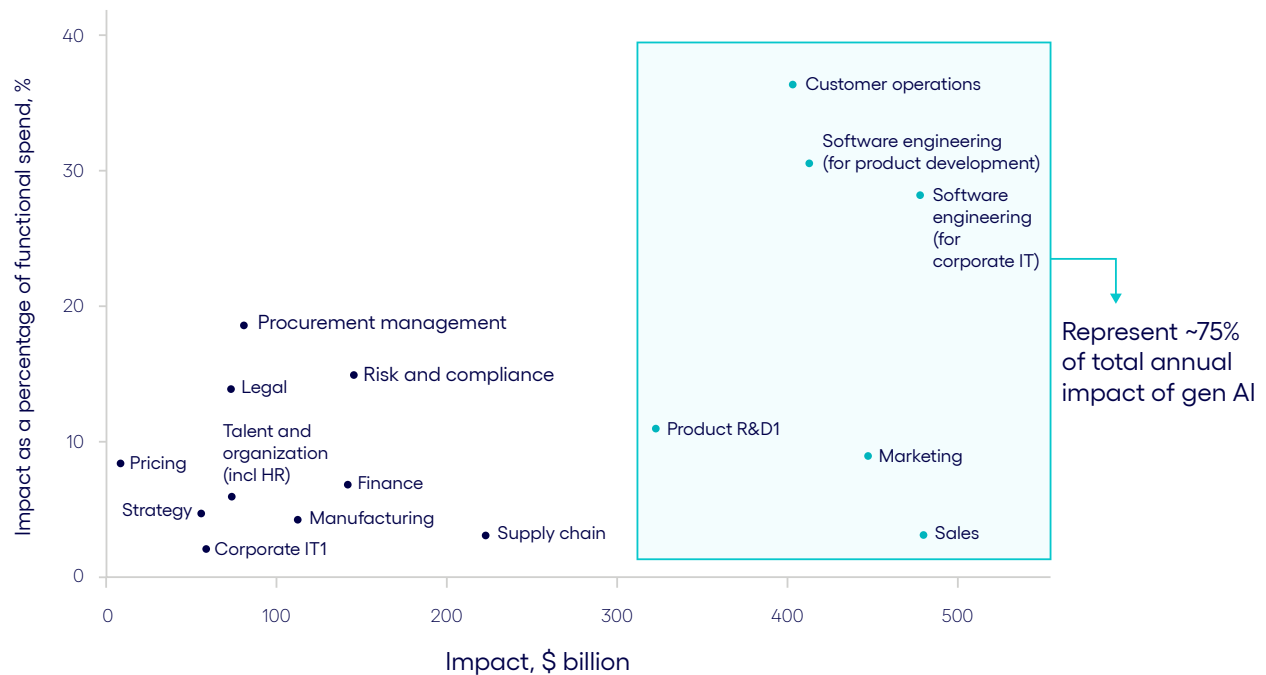 Impact as a percentage of functional spend, %
40
30
20
10
0
Customer operations
Software engineering
(for product development)
Software
engineering
(for
corporate IT)
Represent ~75%
of total annual
impact of gen AI
Procurement management
Risk and compliance
Legal
Talent and
organization
(incl HR)
Pricing
Finance
Strategy
Manufacturing
Corporate IT1
Supply chain
Product R&D1
Marketing
Sales
0
100
200
300
400
500
Impact, $ billion